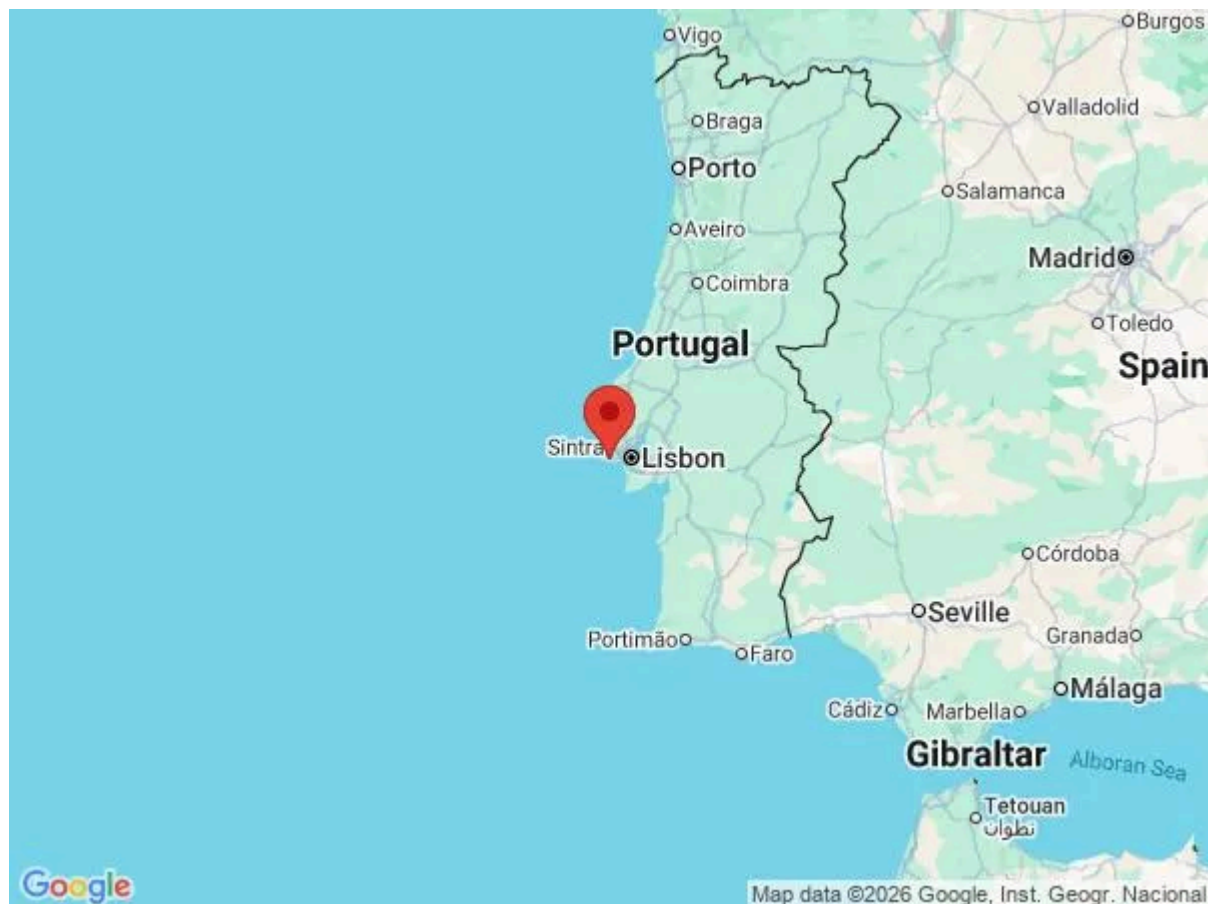 Burgos
Vigo
Valladolid
Braga
Porto
Salamanca
Aveiro
Madrid
Coimbra
Toledo
Portugal
Spain
Sintra
Lisbon
Córdoba
Seville
Portimão
Granada
Faro
Málaga
Cádiz
Marbella
Gibraltar
Alboran Sea
Tetouan
تطوان
Google
Map data ©2026 Google, Inst. Geogr. Nacional